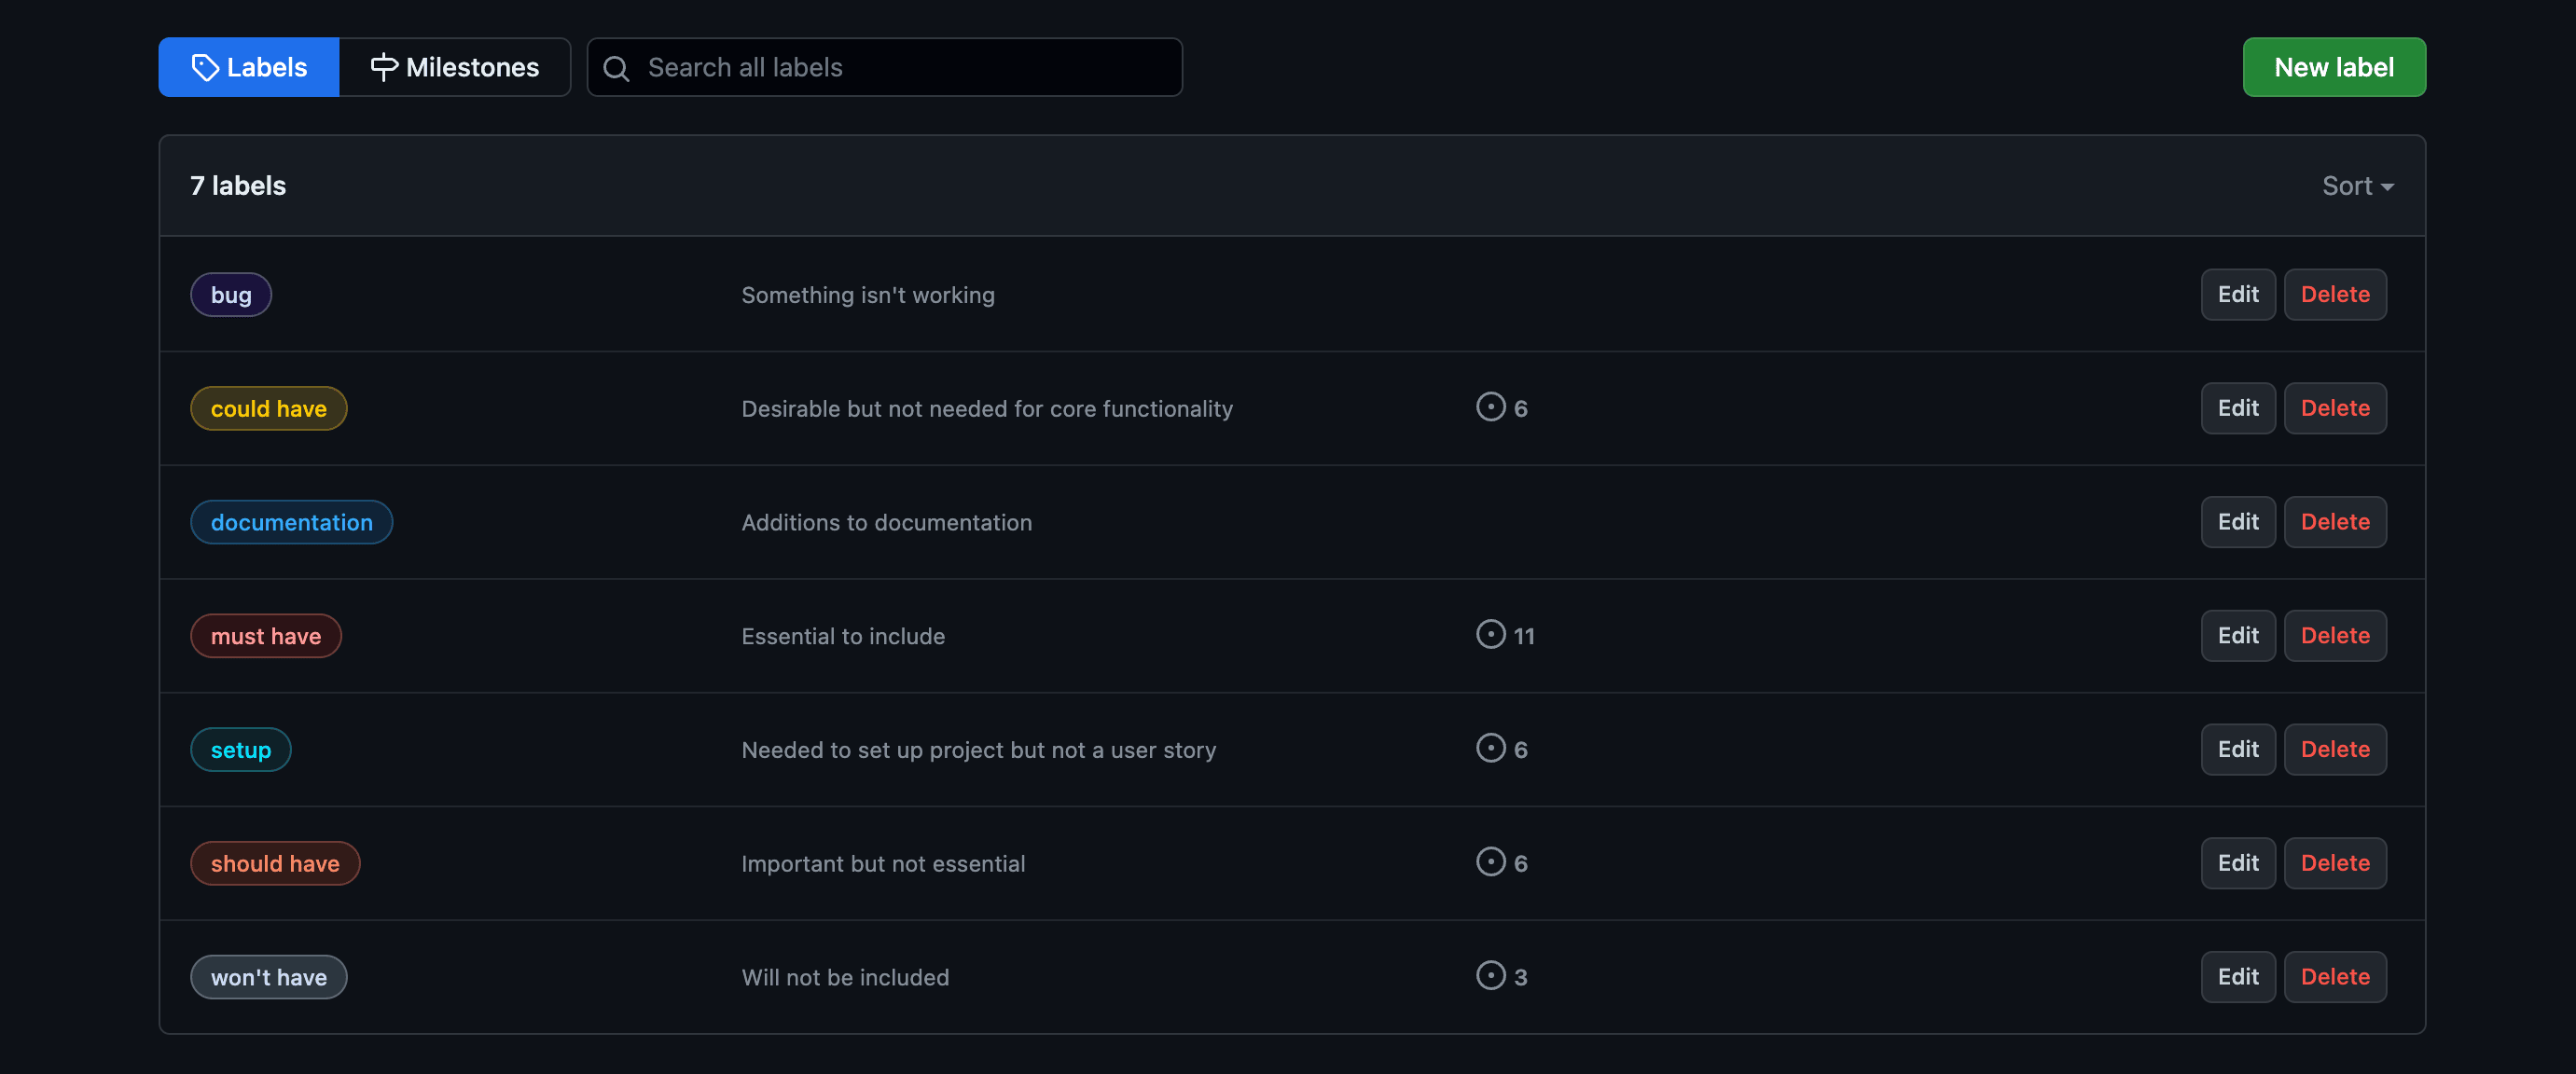 Labels Milestones Search all labels New label
7 labels Sort
bug Something isn't working Edit Delete
could have Desirable but not needed for core functionality 6 Edit Delete
documentation Additions to documentation Edit Delete
must have Essential to include 11 Edit Delete
setup Needed to set up project but not a user story 6 Edit Delete
should have Important but not essential 6 Edit Delete
won't have Will not be included 3 Edit Delete